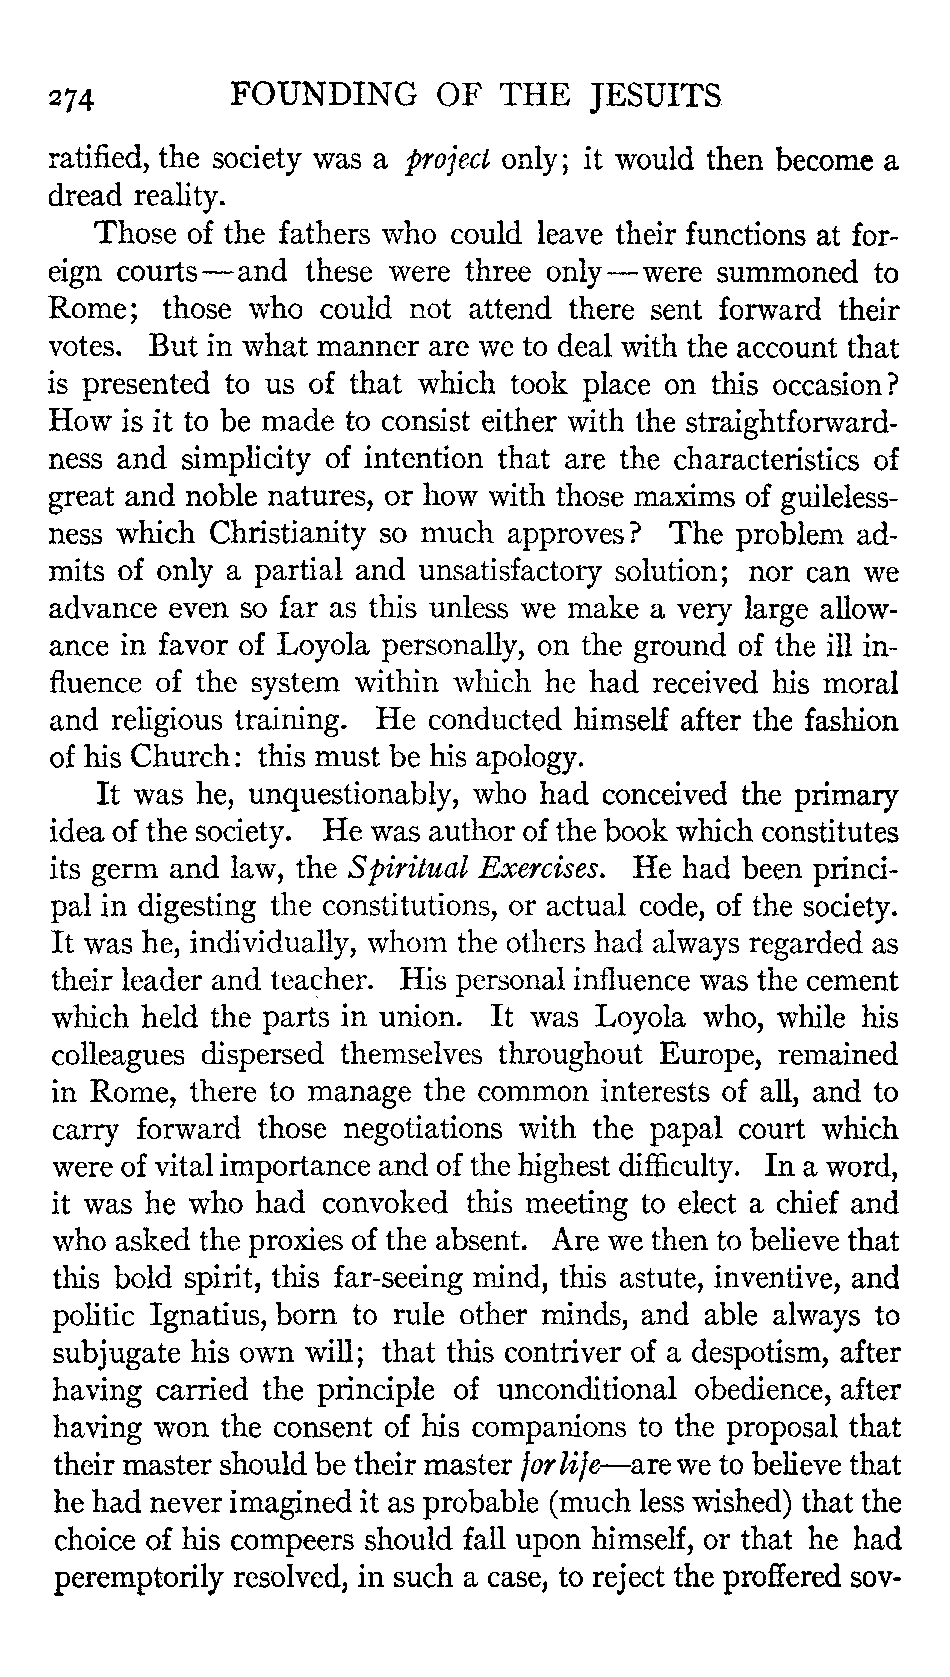 274 FOUNDING OF THE JESUITS
ratified, the society was a project only; it would then become a
dread reality.
Those of the fathers who could leave their functions at for-
eign courts—and these were three only—were summoned to
Rome; those who could not attend there sent forward their
votes. But in what manner are we to deal with the account that
is presented to us of that which took place on this occasion?
How is it to be made to consist either with the straightforward-
ness and simplicity of intention that are the characteristics of
great and noble natures, or how with those maxims of guileless-
ness which Christianity so much approves? The problem ad-
mits of only a partial and unsatisfactory solution; nor can we
advance even so far as this unless we make a very large allow-
ance in favor of Loyola personally, on the ground of the ill in-
fluence of the system within which he had received his moral
and religious training. He conducted himself after the fashion
of his Church: this must be his apology.
It was he, unquestionably, who had conceived the primary
idea of the society. He was author of the book which constitutes
its germ and law, the Spiritual Exercises. He had been princi-
pal in digesting the constitutions, or actual code, of the society.
It was he, individually, whom the others had always regarded as
their leader and teacher. His personal influence was the cement
which held the parts in union. It was Loyola who, while his
colleagues dispersed themselves throughout Europe, remained
in Rome, there to manage the common interests of all, and to
carry forward those negotiations with the papal court which
were of vital importance and of the highest difficulty. In a word,
it was he who had convoked this meeting to elect a chief and
who asked the proxies of the absent. Are we then to believe that
this bold spirit, this far-seeing mind, this astute, inventive, and
politic Ignatius, born to rule other minds, and able always to
subjugate his own will; that this contriver of a despotism, after
having carried the principle of unconditional obedience, after
having won the consent of his companions to the proposal that
their master should be their master for life—are we to believe that
he had never imagined it as probable (much less wished) that the
choice of his compeers should fall upon himself, or that he had
peremptorily resolved, in such a case, to reject the proffered sov-